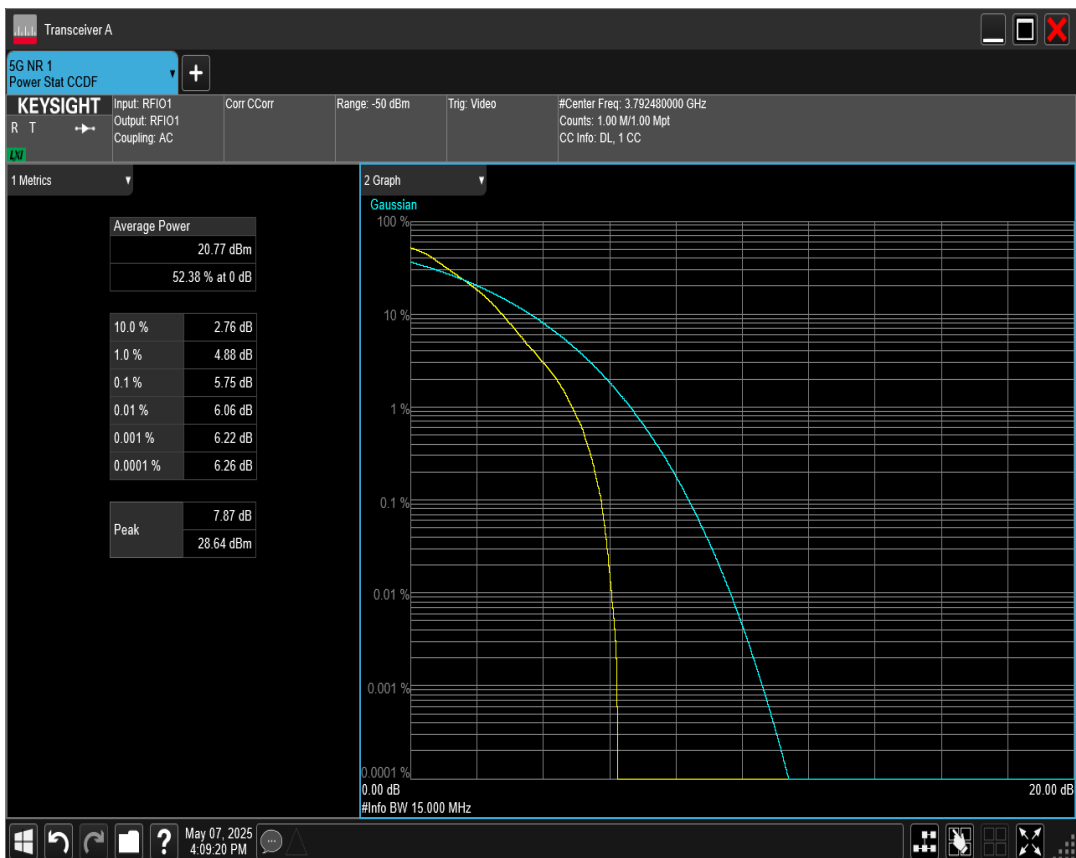 Transceiver A
5G NR 1
Power Stat CCDF
+
KEYSIGHT
R T
LXI
Input: RFIO1
Output: RFIO1
Coupling: AC
Corr CCorr
Range: -50 dBm
Trig: Video
#Center Freq: 3.792480000 GHz
Counts: 1.00 M/1.00 Mpt
CC Info: DL, 1 CC
1 Metrics
Average Power
20.77 dBm
52.38 % at 0 dB
10.0 % 2.76 dB
1.0 % 4.88 dB
0.1 % 5.75 dB
0.01 % 6.06 dB
0.001 % 6.22 dB
0.0001 % 6.26 dB
Peak
7.87 dB
28.64 dBm
2 Graph
Gaussian
100 %
10 %
1 %
0.1 %
0.01 %
0.001 %
0.0001 %
0.00 dB 20.00 dB
#Info BW 15.000 MHz
?
May 07, 2025
4:09:20 PM